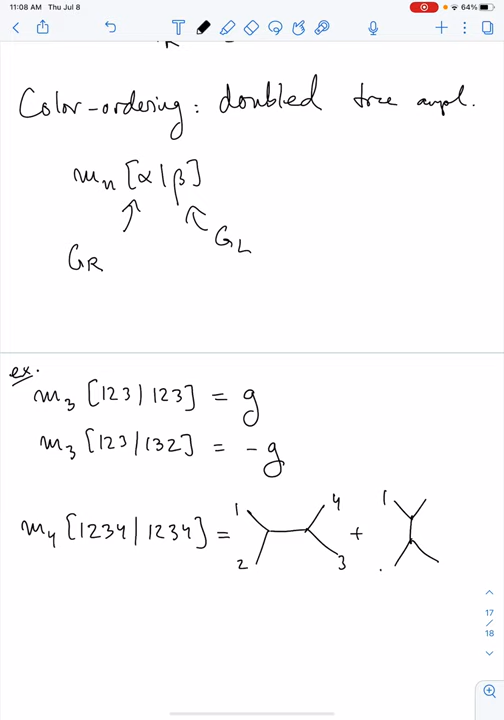 11:08 AM Thu Jul 8
64%
R
Color-ordering: doubled tree ampl.
mn [α | β]
GR
GL
ex.
m3 [123 | 123] = g
m3 [123 | 132] = - g
m4 [1234 | 1234] =
1 4 + 1
2 3
17
/
18